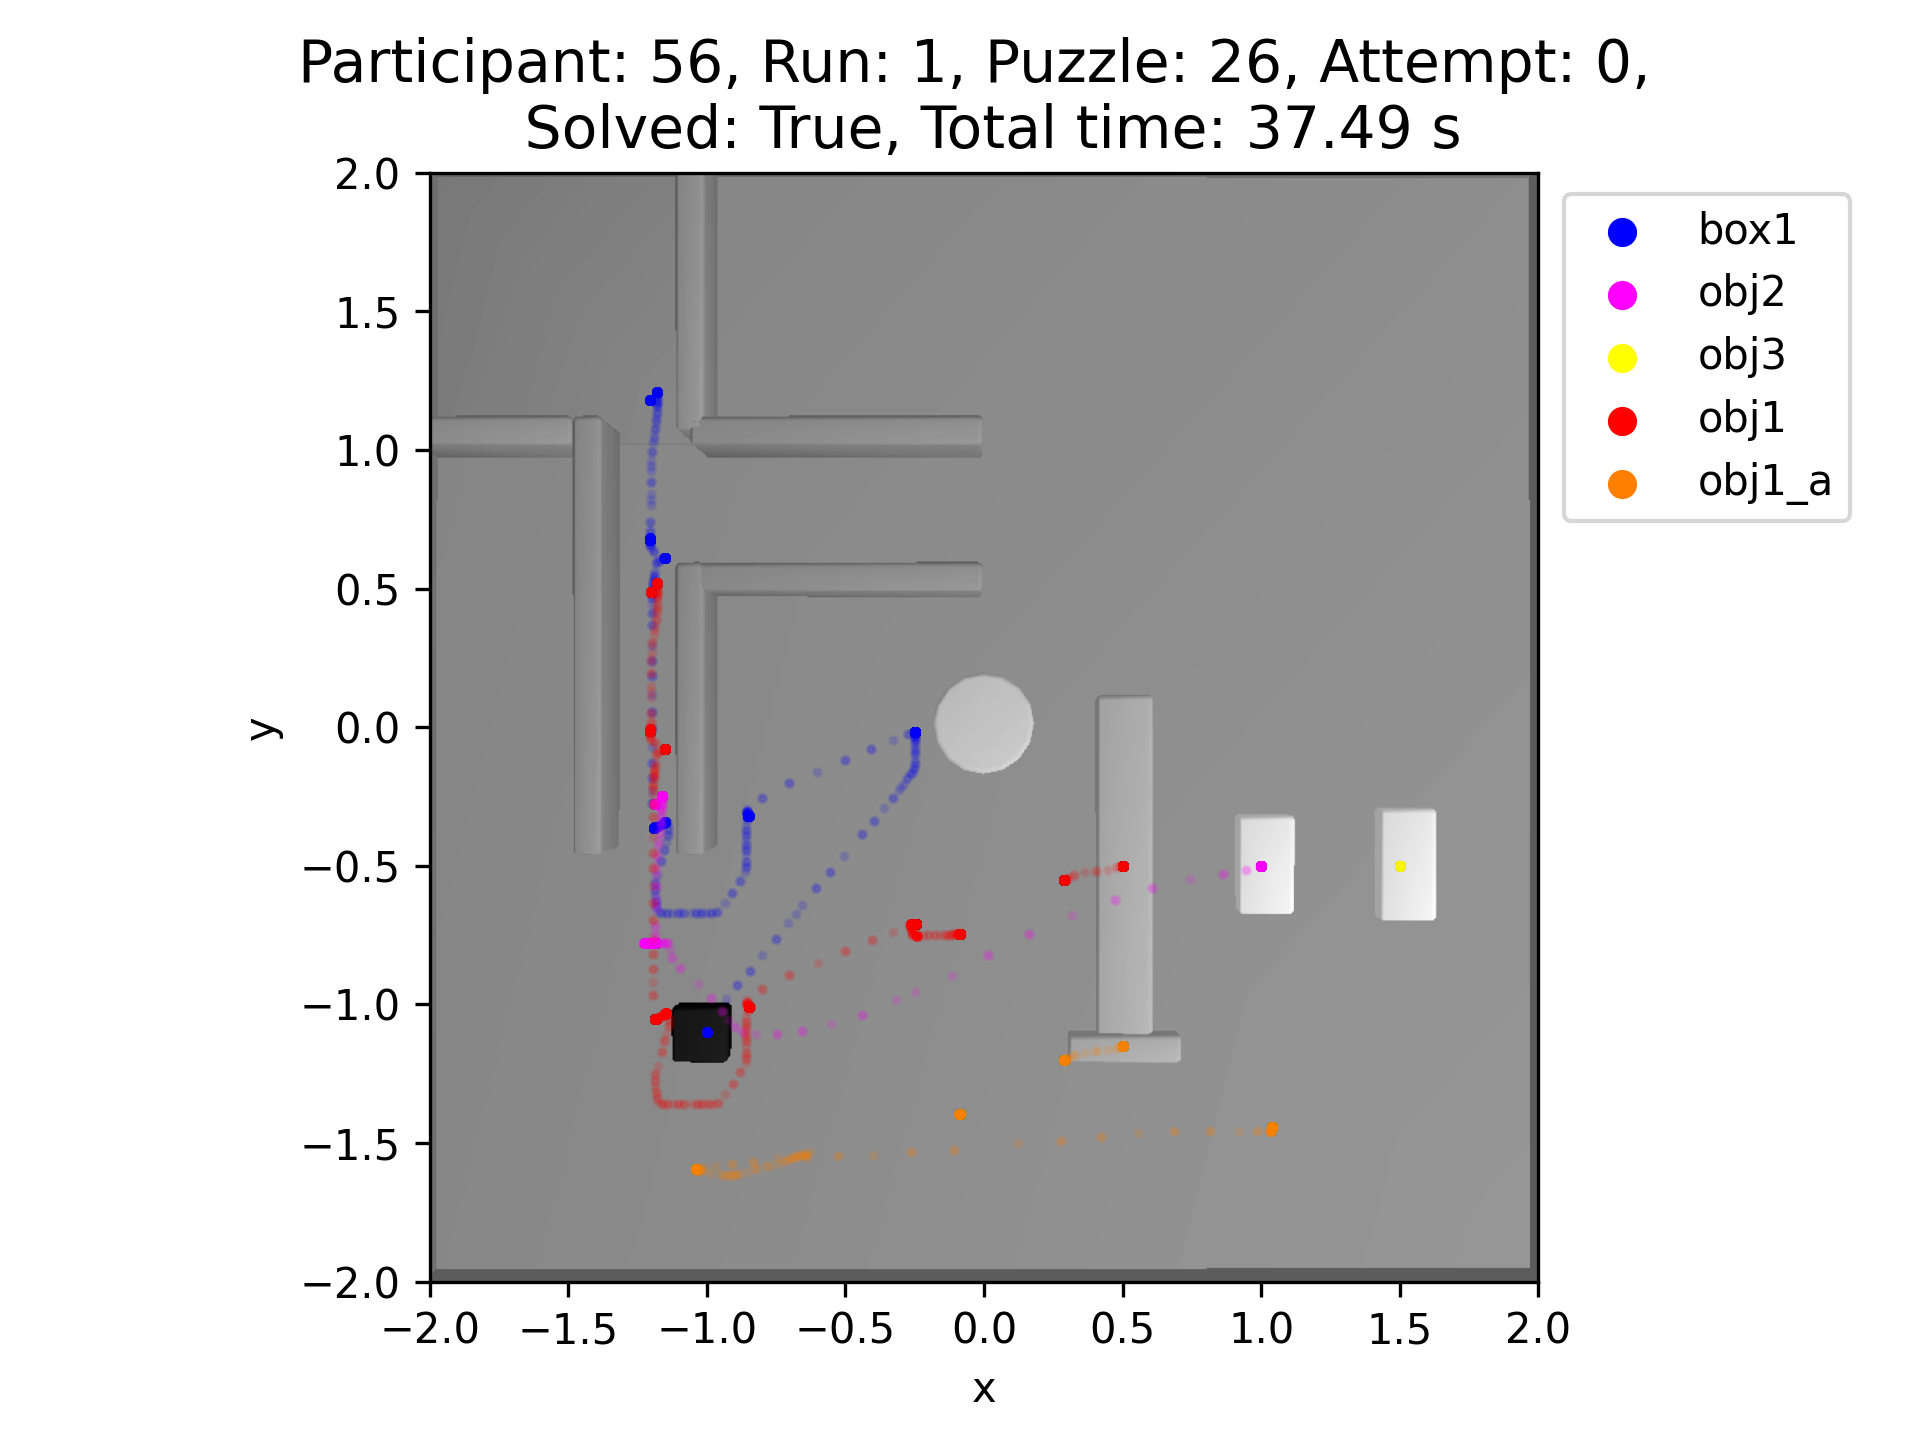 Participant: 56, Run: 1, Puzzle: 26, Attempt: 0,
Solved: True, Total time: 37.49 s
2.0
1.5
1.0
0.5
0.0
−0.5
−1.0
−1.5
−2.0
y
−2.0 −1.5 −1.0 −0.5 0.0 0.5 1.0 1.5 2.0
x
box1
obj2
obj3
obj1
obj1_a